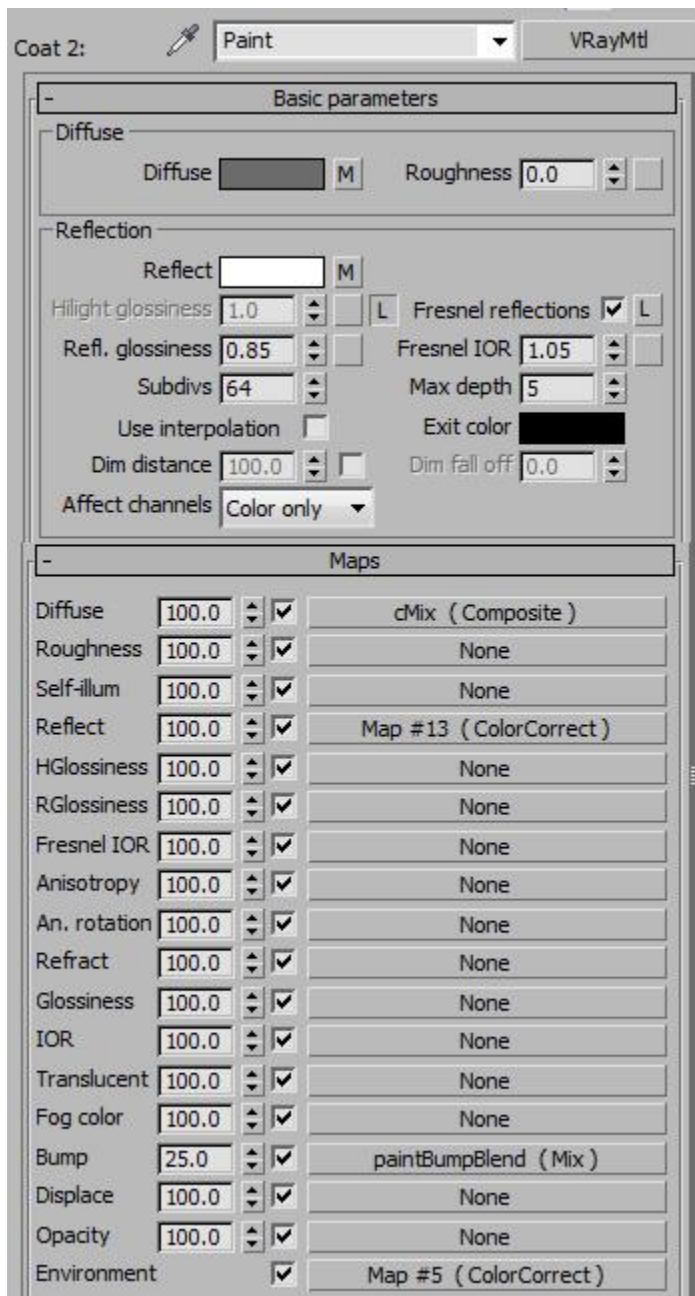 Coat 2: Paint VRayMtl
- Basic parameters
Diffuse
Diffuse M Roughness 0.0
Reflection
Reflect M
Hilight glossiness 1.0 L Fresnel reflections L
Refl. glossiness 0.85 Fresnel IOR 1.05
Subdivs 64 Max depth 5
Use interpolation Exit color
Dim distance 100.0 Dim fall off 0.0
Affect channels Color only
- Maps
Diffuse 100.0 cMix ( Composite )
Roughness 100.0 None
Self-illum 100.0 None
Reflect 100.0 Map #13 ( ColorCorrect )
HGlossiness 100.0 None
RGlossiness 100.0 None
Fresnel IOR 100.0 None
Anisotropy 100.0 None
An. rotation 100.0 None
Refract 100.0 None
Glossiness 100.0 None
IOR 100.0 None
Translucent 100.0 None
Fog color 100.0 None
Bump 25.0 paintBumpBlend ( Mix )
Displace 100.0 None
Opacity 100.0 None
Environment Map #5 ( ColorCorrect )